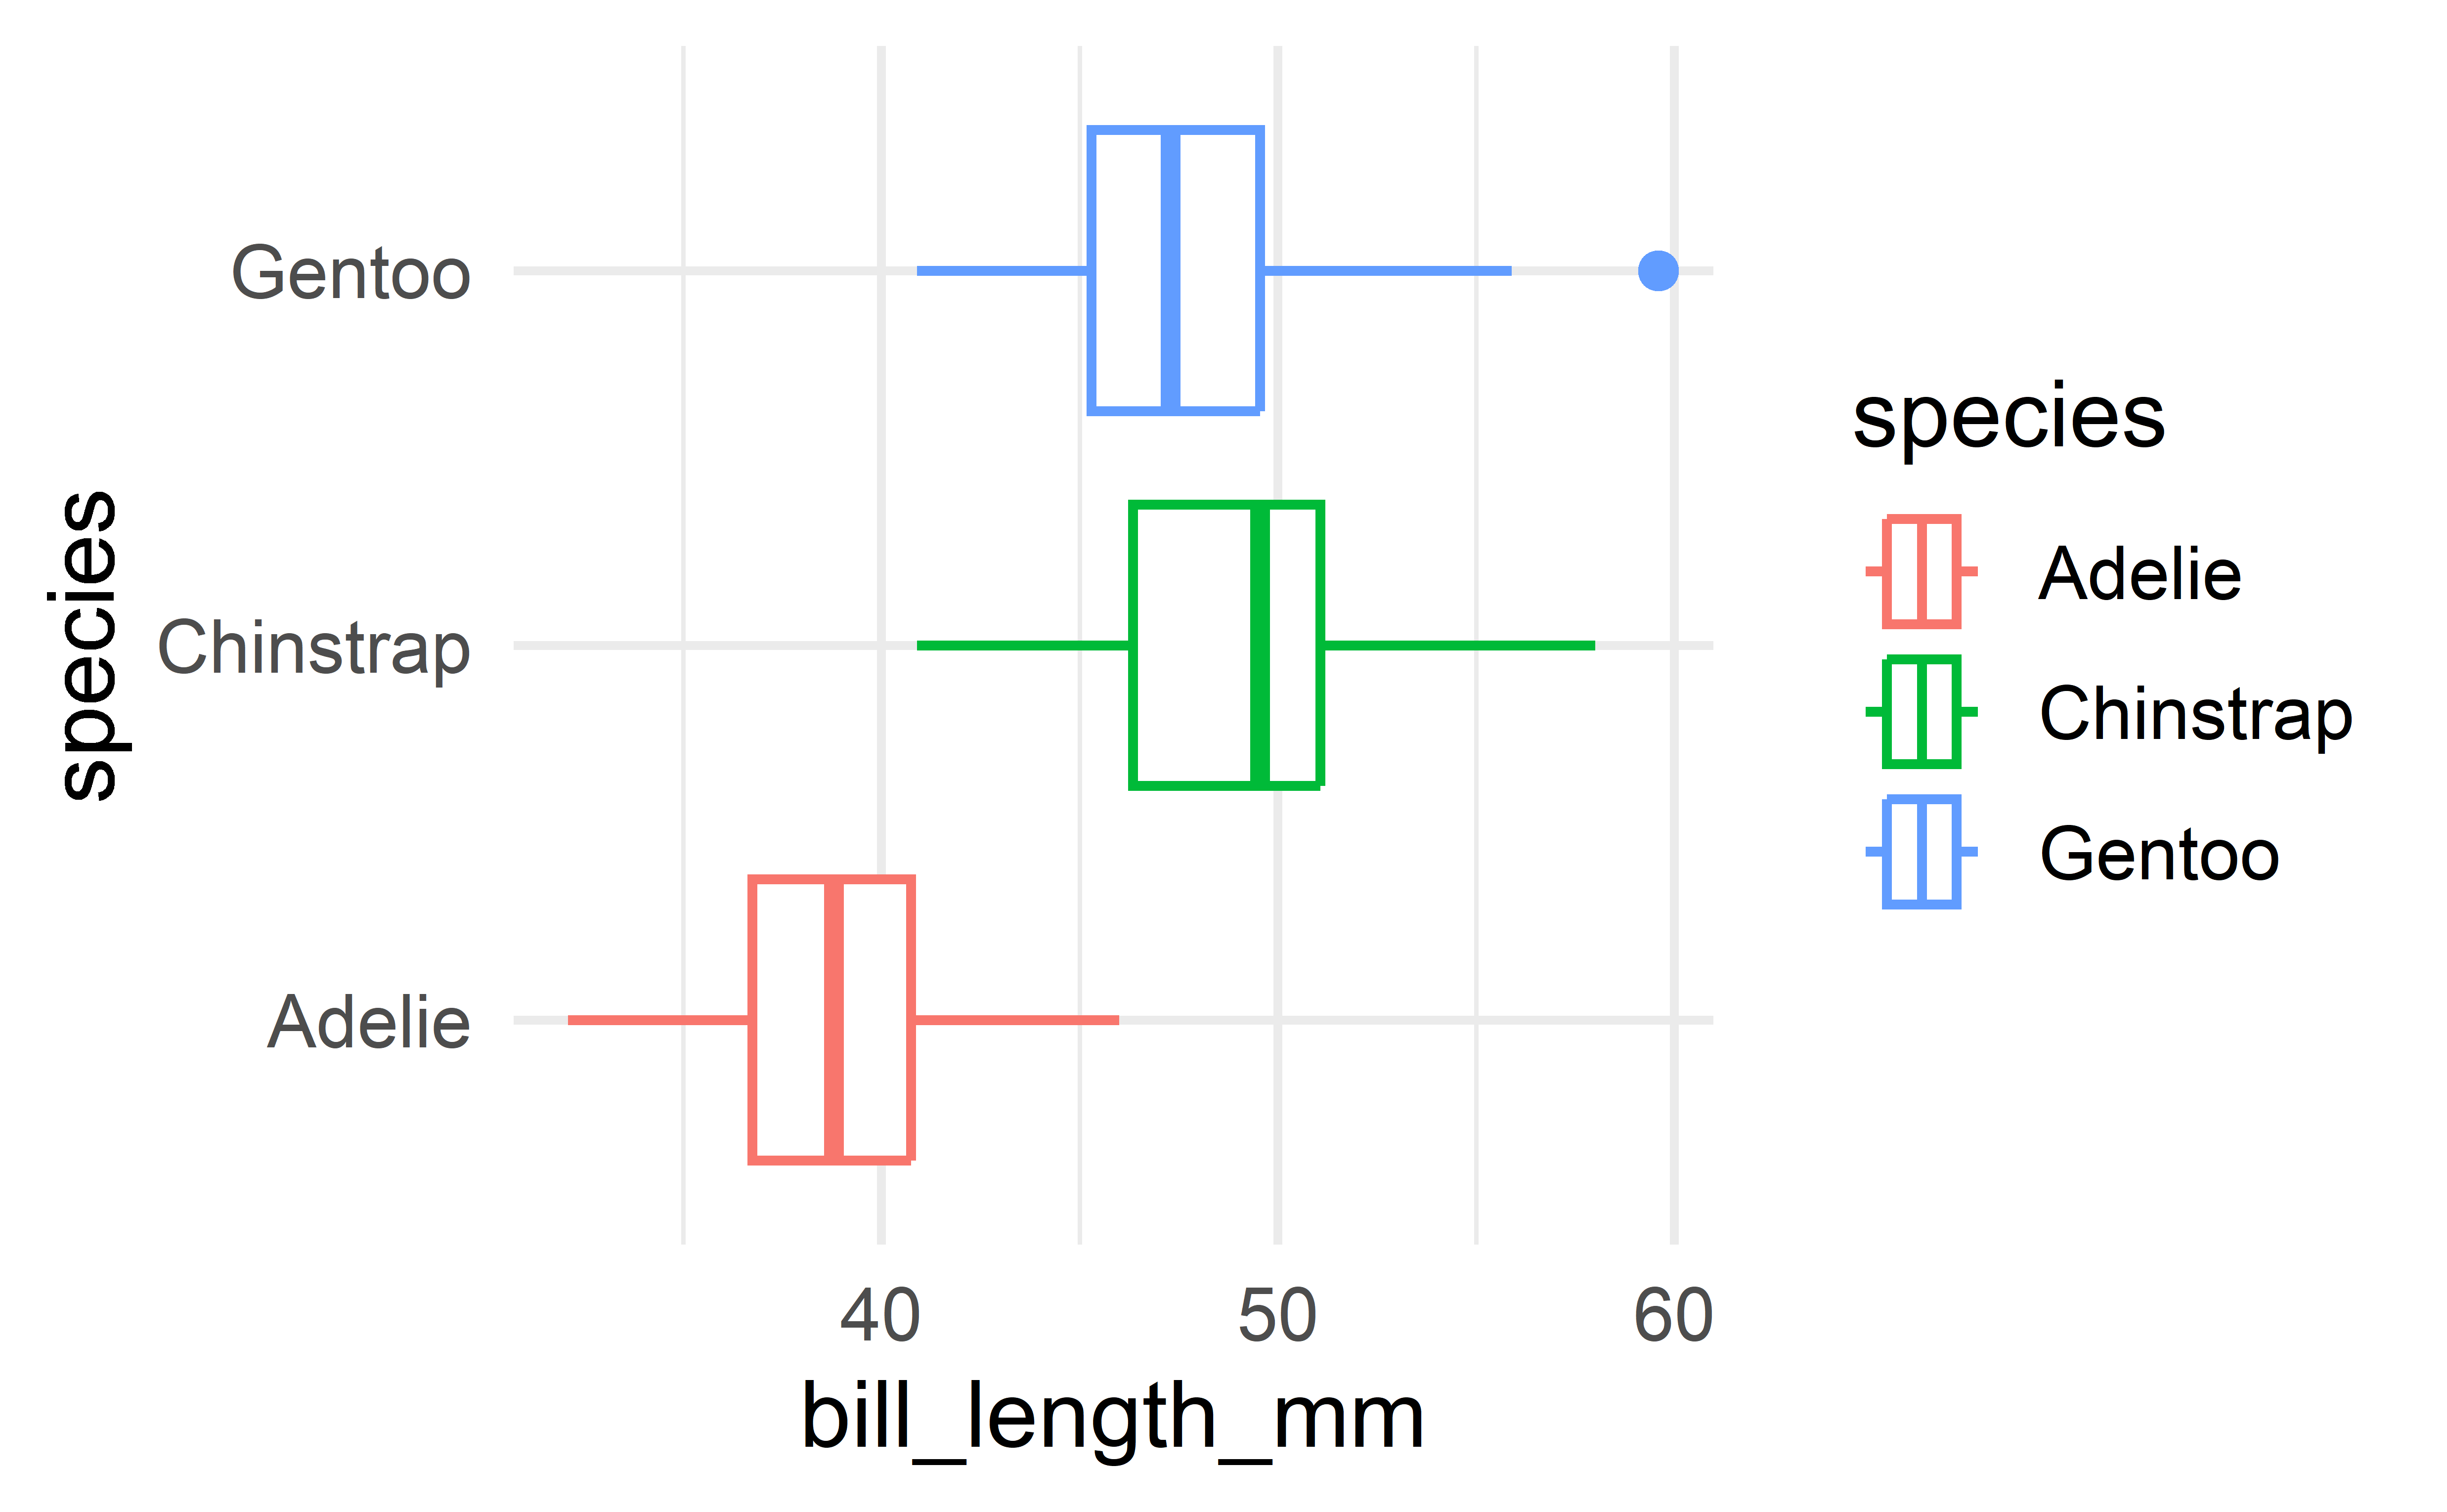 Gentoo
Chinstrap
Adelie
species
40 50 60
bill_length_mm
species
Adelie
Chinstrap
Gentoo